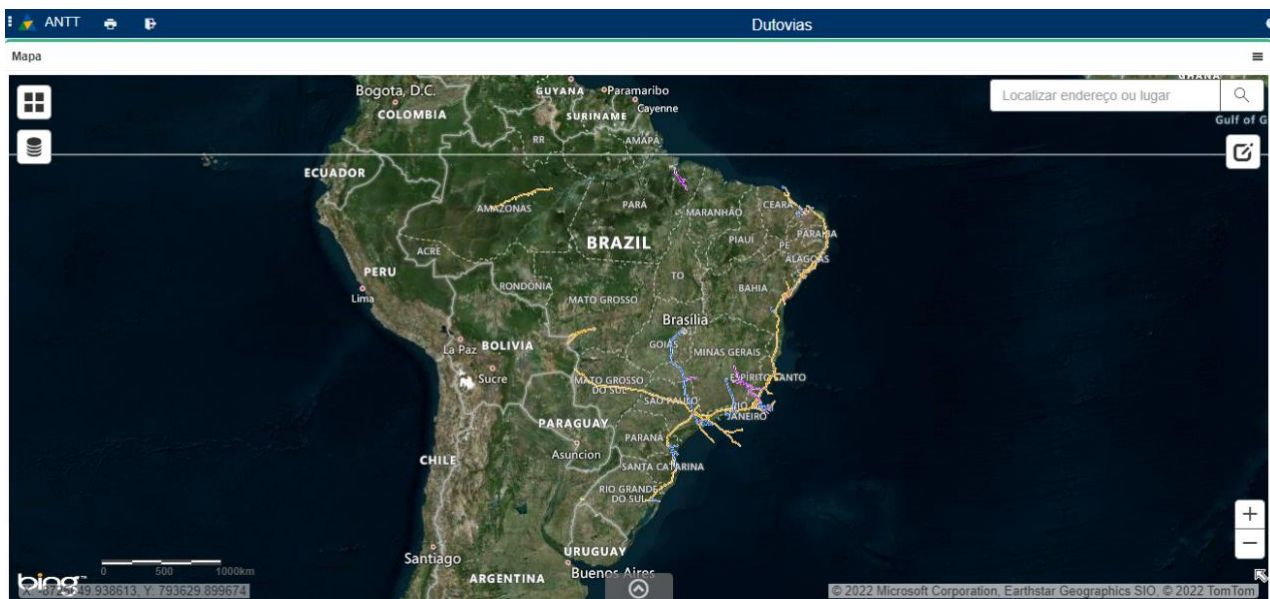 ANTT
Dutovias
Mapa
GHANA
Bogota, D.C.
COLOMBIA
GUYANA
Paramaribo
SURINAME
Cayenne
Localizar endereço ou lugar
Gulf of G
RR
AMAPÁ
ECUADOR
AMAZONAS
PARÁ
MARANHÃO
CEARÁ
PARAÍBA
PIAUÍ
PE
ALAGOAS
ACRE
BRAZIL
PERU
TO
RONDÔNIA
BAHIA
Lima
MATO GROSSO
Brasília
La Paz
BOLIVIA
GOIÁS
MINAS GERAIS
Sucre
MATO GROSSO
DO SUL
ESPÍRITO SANTO
SÃO PAULO
RIO
JANEIRO
PARAGUAY
PARANÁ
Asuncion
CHILE
SANTA CATARINA
RIO GRANDE
DO SUL
Santiago
URUGUAY
ARGENTINA
Buenos Aires
0 500 1000km
bing
793629.899674
© 2022 Microsoft Corporation, Earthstar Geographics SIO, © 2022 TomTom